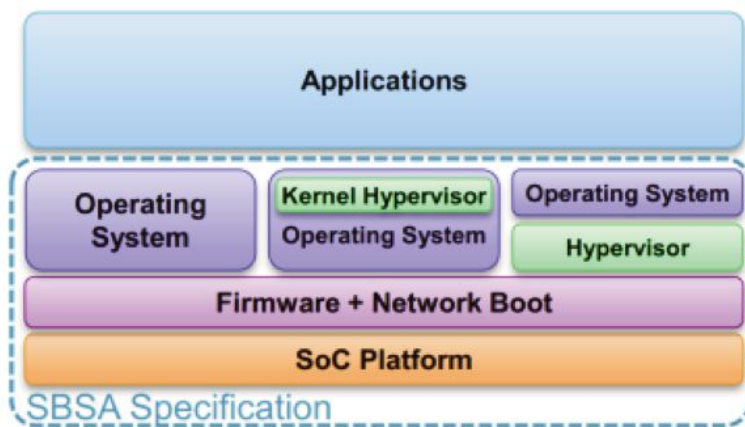 Applications
Operating
System
Kernel Hypervisor
Operating System
Operating System
Hypervisor
Firmware + Network Boot
SoC Platform
SBSA Specification